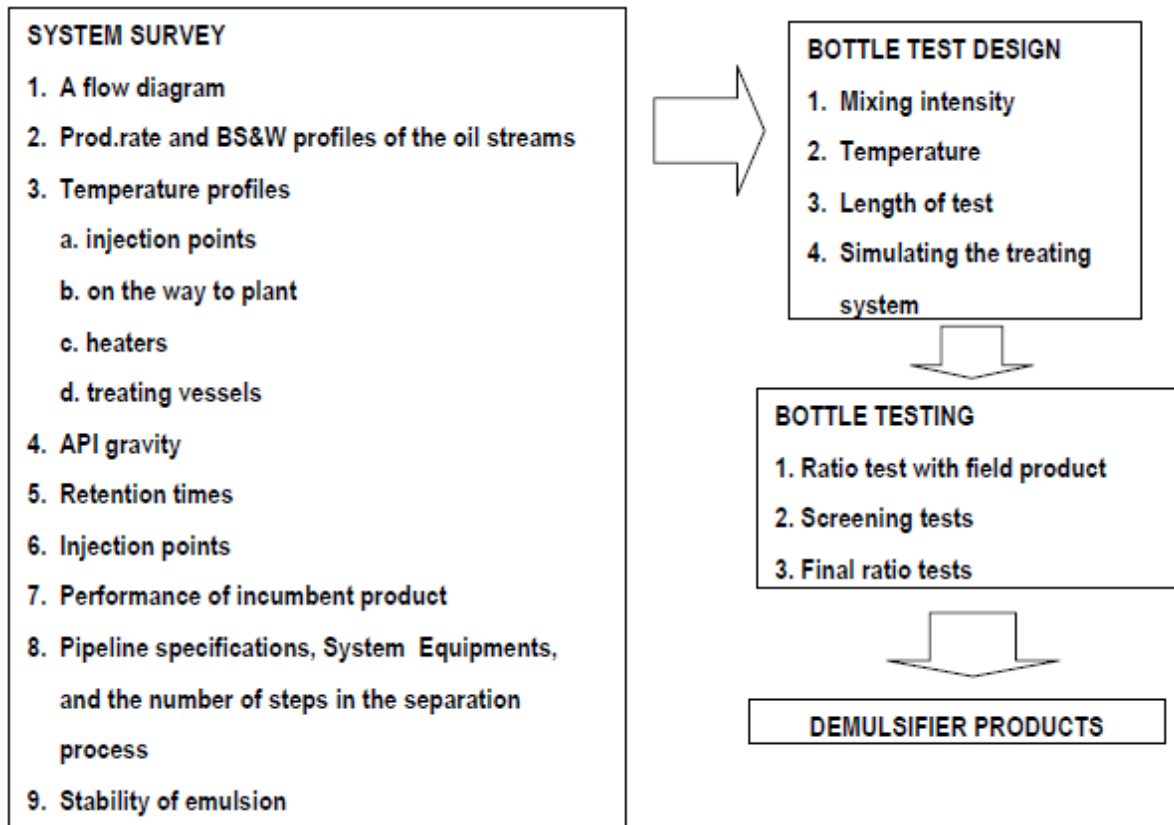 SYSTEM SURVEY
1. A flow diagram
2. Prod.rate and BS&W profiles of the oil streams
3. Temperature profiles
a. injection points
b. on the way to plant
c. heaters
d. treating vessels
4. API gravity
5. Retention times
6. Injection points
7. Performance of incumbent product
8. Pipeline specifications, System Equipments,
and the number of steps in the separation
process
9. Stability of emulsion
BOTTLE TEST DESIGN
1. Mixing intensity
2. Temperature
3. Length of test
4. Simulating the treating
system
BOTTLE TESTING
1. Ratio test with field product
2. Screening tests
3. Final ratio tests
DEMULSIFIER PRODUCTS